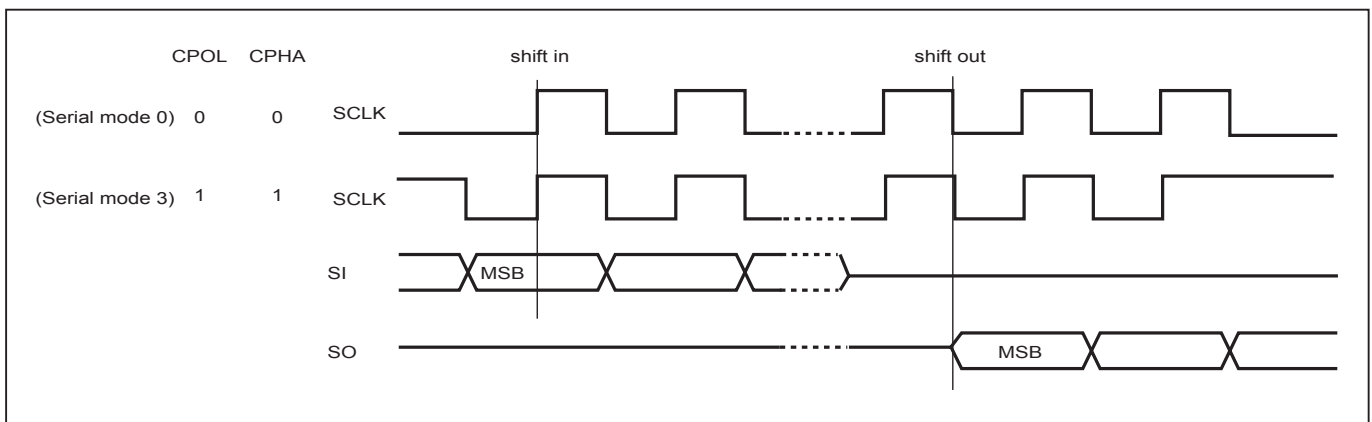 CPOL CPHA shift in shift out
(Serial mode 0) 0 0 SCLK
(Serial mode 3) 1 1 SCLK
SI MSB
SO MSB